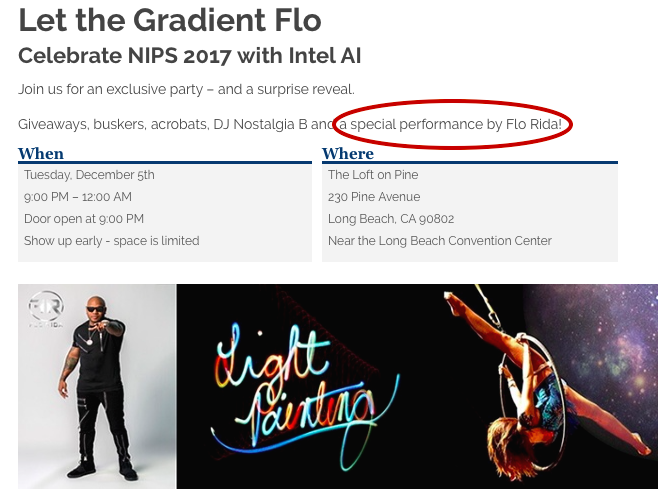 Let the Gradient Flo
Celebrate NIPS 2017 with Intel AI
Join us for an exclusive party – and a surprise reveal.
Giveaways, buskers, acrobats, DJ Nostalgia B and a special performance by Flo Rida!
When
Tuesday, December 5th
9:00 PM – 12:00 AM
Door open at 9:00 PM
Show up early - space is limited
Where
The Loft on Pine
230 Pine Avenue
Long Beach, CA 90802
Near the Long Beach Convention Center
Light
Painting